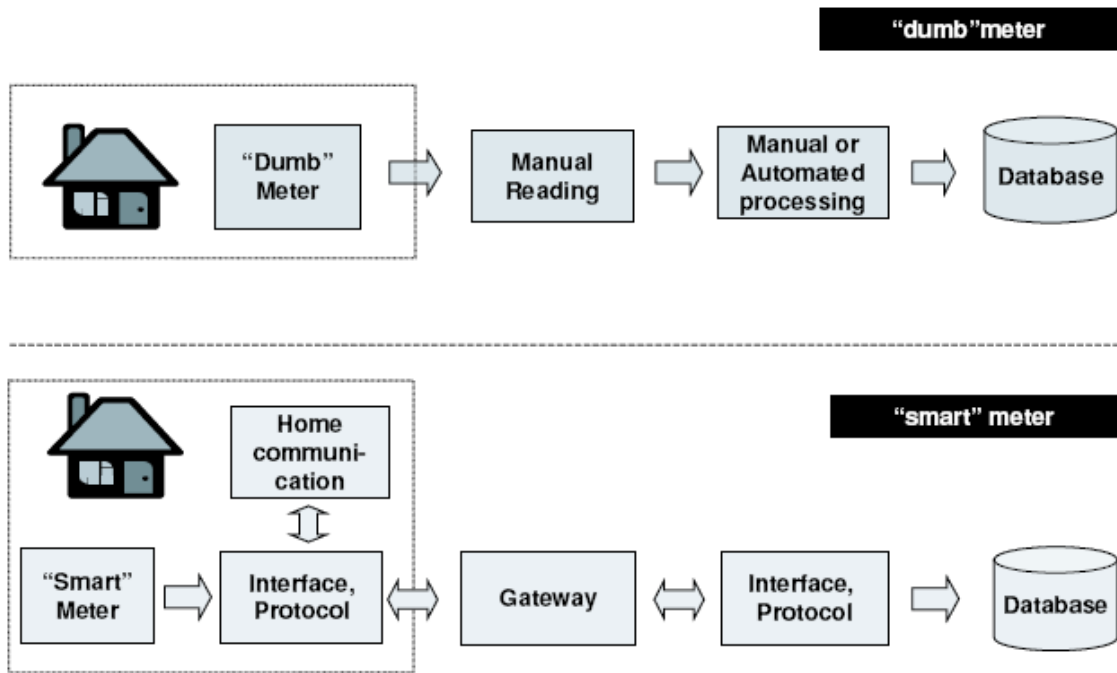 “dumb”meter
“Dumb”
Meter
Manual
Reading
Manual or
Automated
processing
Database
“smart” meter
Home
communi-
cation
“Smart”
Meter
Interface,
Protocol
Gateway
Interface,
Protocol
Database